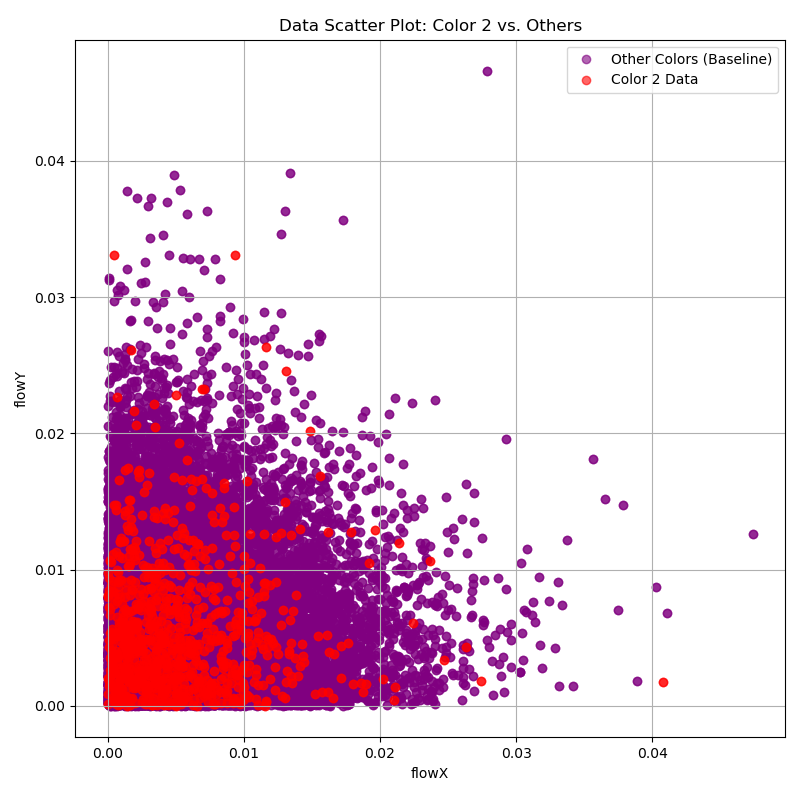 Data Scatter Plot: Color 2 vs. Others
Other Colors (Baseline)
Color 2 Data
flowY
0.04
0.03
0.02
0.01
0.00
0.00 0.01 0.02 0.03 0.04
flowX